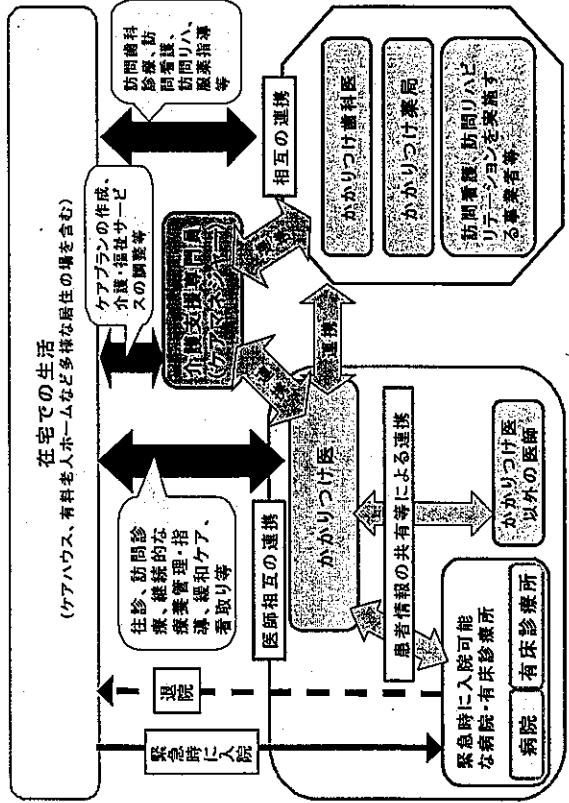 在宅での生活
(ケアハウス、有料老人ホームなど多様な居住の場を含む)
緊急時に入院
退院
往診、訪問診
療、継続的な
療養管理・指
導、緩和ケア、
看取り等
ケアプランの作成、
介護・福祉サービ
スの調整等
訪問歯科
診療、訪
問看護、
訪問リハ、
服薬指導
等
医師相互の連携
介護支援専門員
(ケアマネジャー)
相互の連携
かかりつけ医
連携
連携
連携
かかりつけ歯科医
かかりつけ薬局
訪問看護、訪問リハビ
リテーションを実施す
る事業者等
患者情報の共有等による連携
緊急時に入院可能
な病院・有床診療所
病院
有床診療所
かかりつけ医
以外の医師